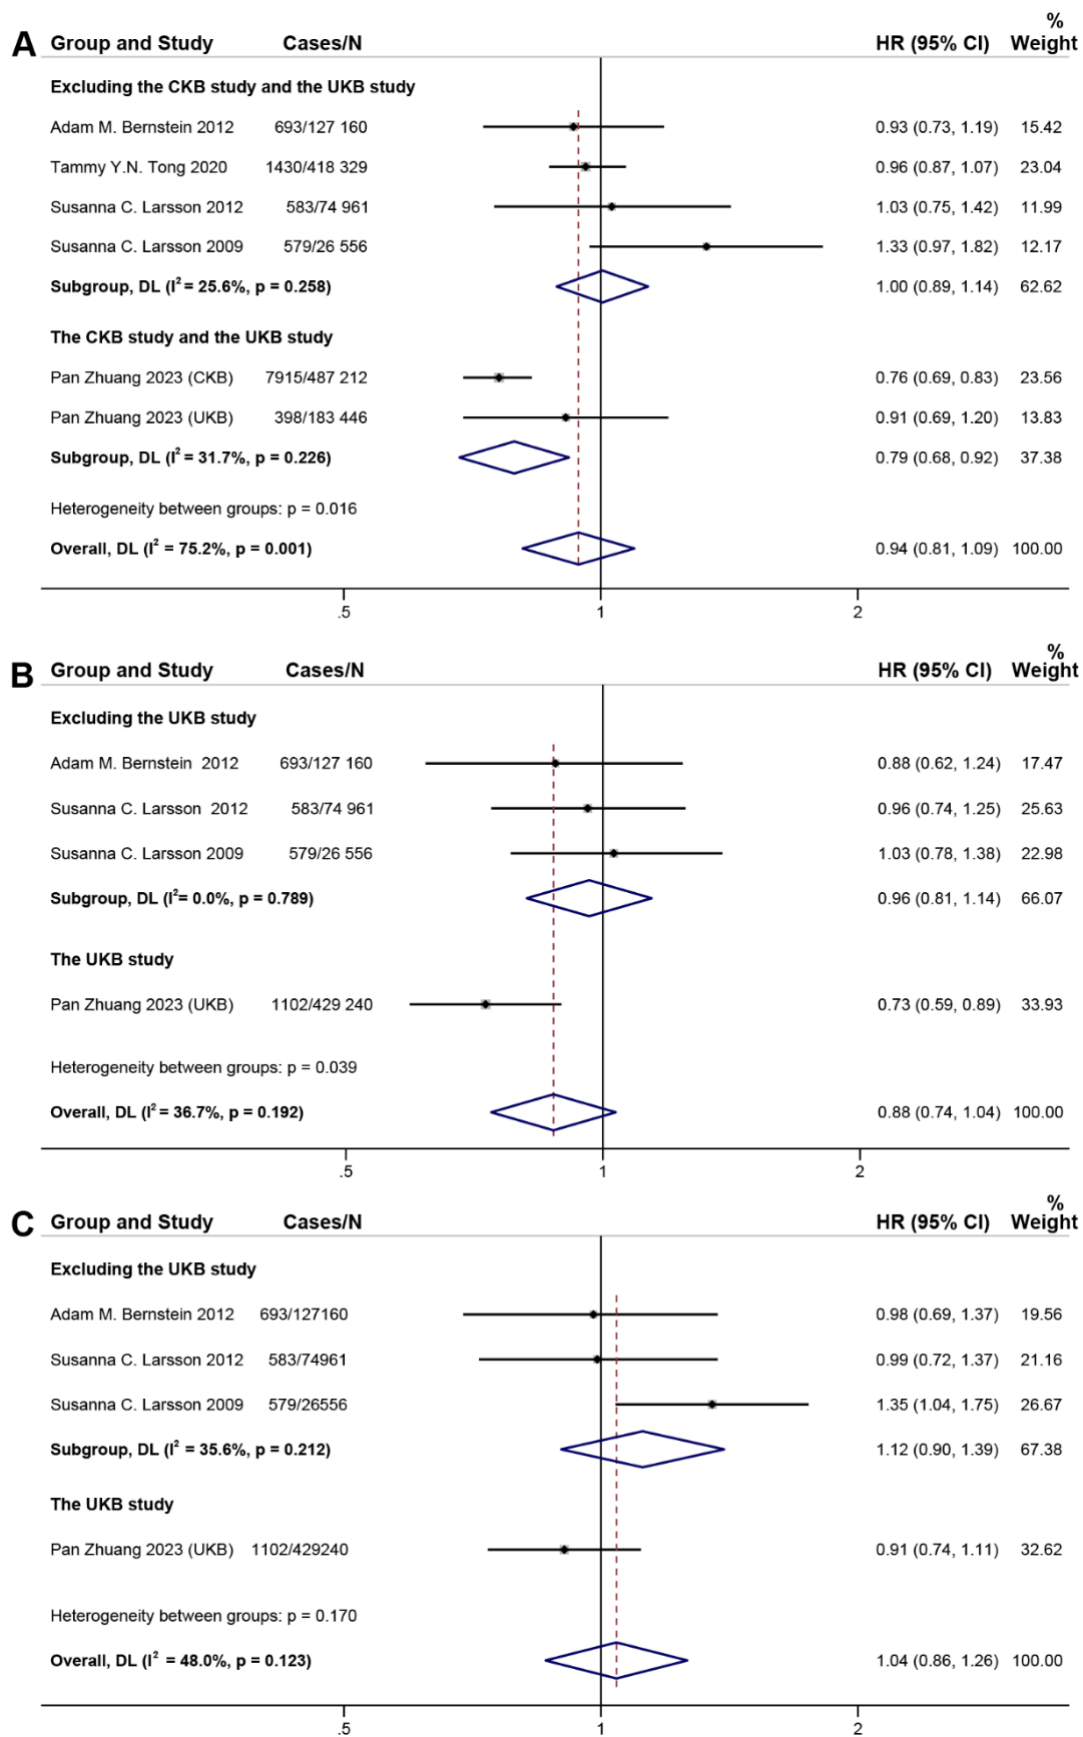 %
A Group and Study Cases/N HR (95% CI) Weight
Excluding the CKB study and the UKB study
Adam M. Bernstein 2012 693/127 160 0.93 (0.73, 1.19) 15.42
Tammy Y.N. Tong 2020 1430/418 329 0.96 (0.87, 1.07) 23.04
Susanna C. Larsson 2012 583/74 961 1.03 (0.75, 1.42) 11.99
Susanna C. Larsson 2009 579/26 556 1.33 (0.97, 1.82) 12.17
Subgroup, DL (I² = 25.6%, p = 0.258) 1.00 (0.89, 1.14) 62.62
The CKB study and the UKB study
Pan Zhuang 2023 (CKB) 7915/487 212 0.76 (0.69, 0.83) 23.56
Pan Zhuang 2023 (UKB) 398/183 446 0.91 (0.69, 1.20) 13.83
Subgroup, DL (I² = 31.7%, p = 0.226) 0.79 (0.68, 0.92) 37.38
Heterogeneity between groups: p = 0.016
Overall, DL (I² = 75.2%, p = 0.001) 0.94 (0.81, 1.09) 100.00
.5 1 2
%
B Group and Study Cases/N HR (95% CI) Weight
Excluding the UKB study
Adam M. Bernstein 2012 693/127 160 0.88 (0.62, 1.24) 17.47
Susanna C. Larsson 2012 583/74 961 0.96 (0.74, 1.25) 25.63
Susanna C. Larsson 2009 579/26 556 1.03 (0.78, 1.38) 22.98
Subgroup, DL (I²= 0.0%, p = 0.789) 0.96 (0.81, 1.14) 66.07
The UKB study
Pan Zhuang 2023 (UKB) 1102/429 240 0.73 (0.59, 0.89) 33.93
Heterogeneity between groups: p = 0.039
Overall, DL (I² = 36.7%, p = 0.192) 0.88 (0.74, 1.04) 100.00
.5 1 2
%
C Group and Study Cases/N HR (95% CI) Weight
Excluding the UKB study
Adam M. Bernstein 2012 693/127160 0.98 (0.69, 1.37) 19.56
Susanna C. Larsson 2012 583/74961 0.99 (0.72, 1.37) 21.16
Susanna C. Larsson 2009 579/26556 1.35 (1.04, 1.75) 26.67
Subgroup, DL (I² = 35.6%, p = 0.212) 1.12 (0.90, 1.39) 67.38
The UKB study
Pan Zhuang 2023 (UKB) 1102/429240 0.91 (0.74, 1.11) 32.62
Heterogeneity between groups: p = 0.170
Overall, DL (I² = 48.0%, p = 0.123) 1.04 (0.86, 1.26) 100.00
.5 1 2